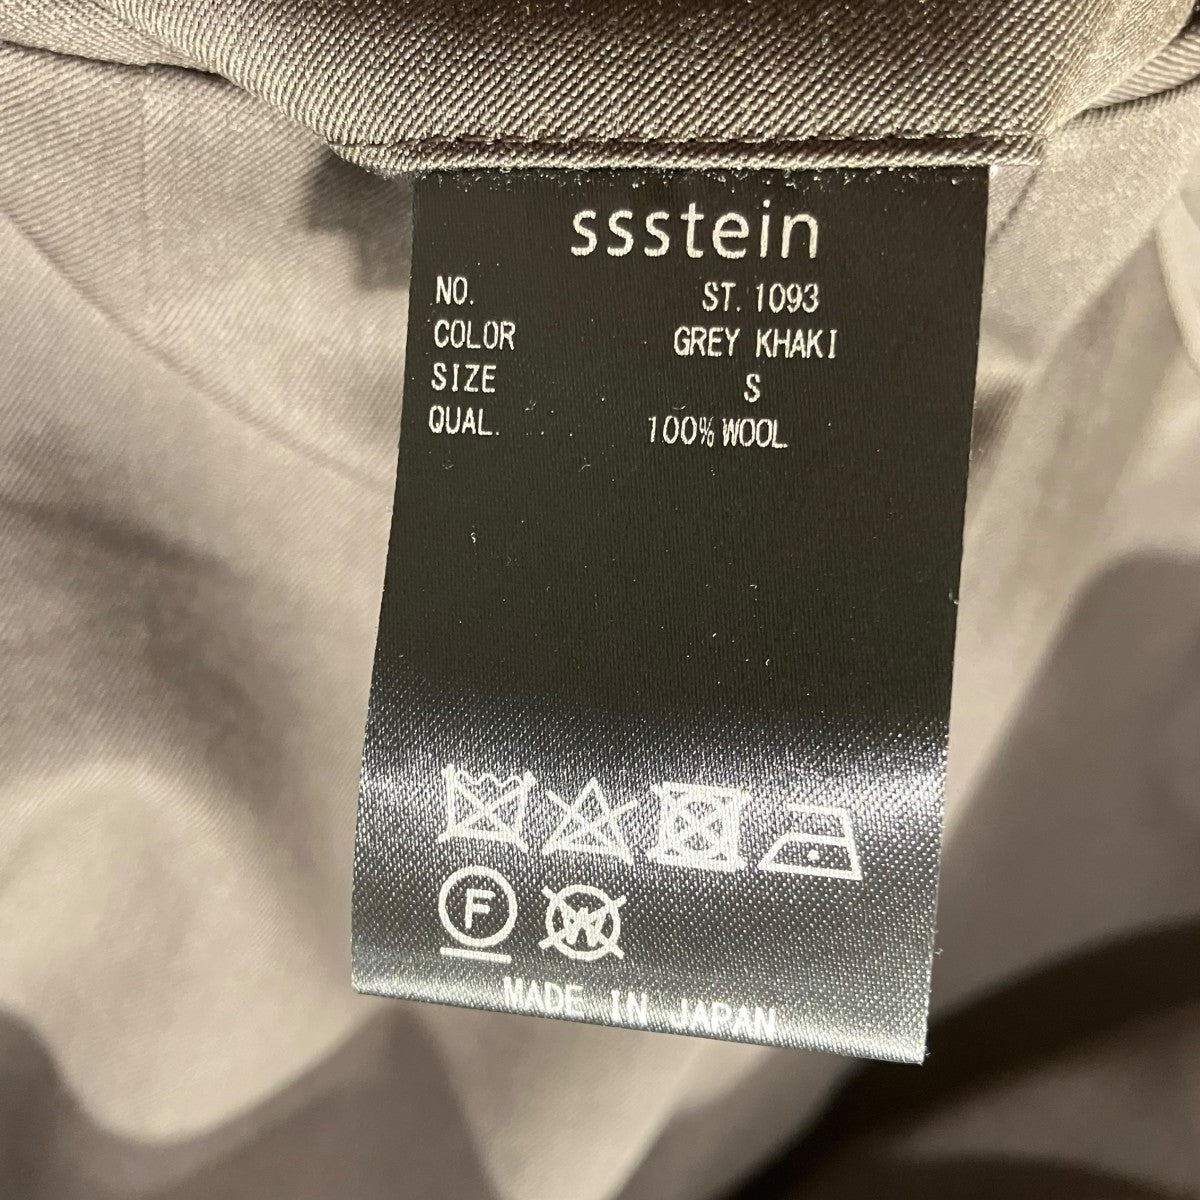 ssstein
NO. ST. 1093
COLOR GREY KHAKI
SIZE S
QUAL. 100% WOOL
F W
MADE IN JAPAN